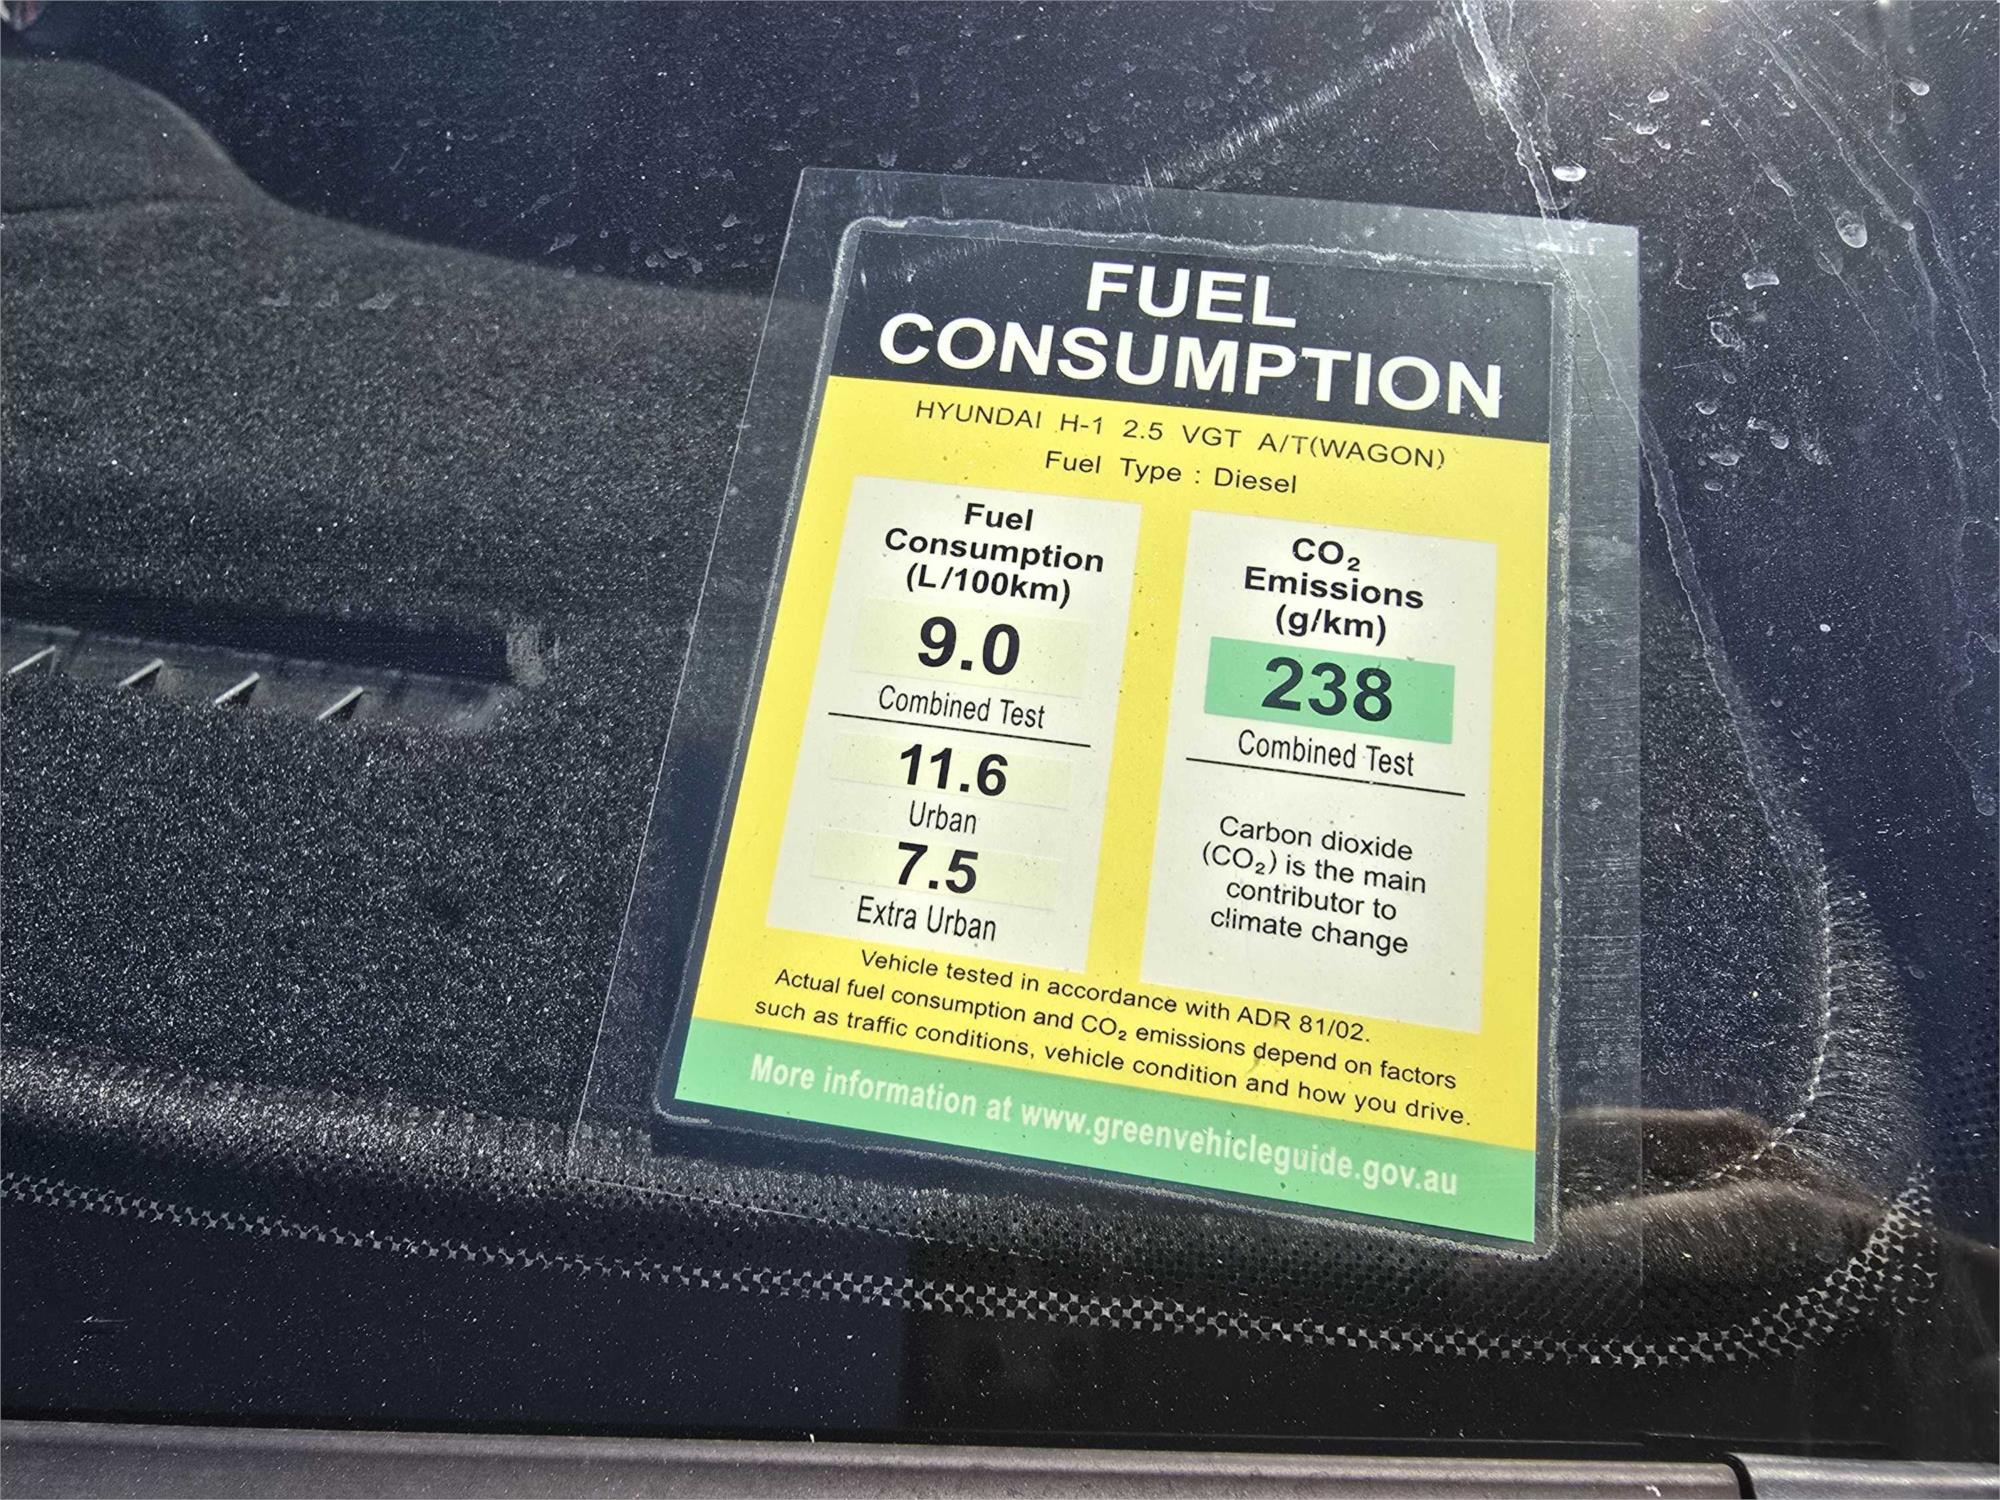 FUEL
CONSUMPTION
HYUNDAI H-1 2.5 VGT A/T(WAGON)
Fuel Type : Diesel
Fuel
Consumption
(L/100km)
9.0
Combined Test
11.6
Urban
7.5
Extra Urban
CO₂
Emissions
(g/km)
238
Combined Test
Carbon dioxide
(CO₂) is the main
contributor to
climate change
Vehicle tested in accordance with ADR 81/02.
Actual fuel consumption and CO₂ emissions depend on factors
such as traffic conditions, vehicle condition and how you drive.
More information at www.greenvehicleguide.gov.au